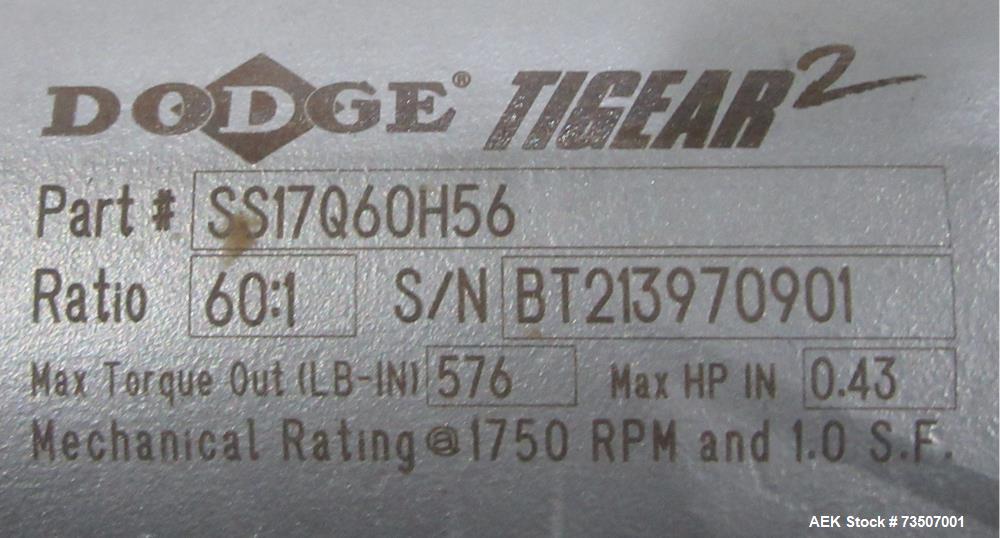 DODGE® TIGEAR2
Part # SS17Q60H56
Ratio 60:1 S/N BT213970901
Max Torque Out (LB-IN) 576 Max HP IN 0.43
Mechanical Rating @ 1750 RPM and 1.0 S.F.
AEK Stock # 73507001